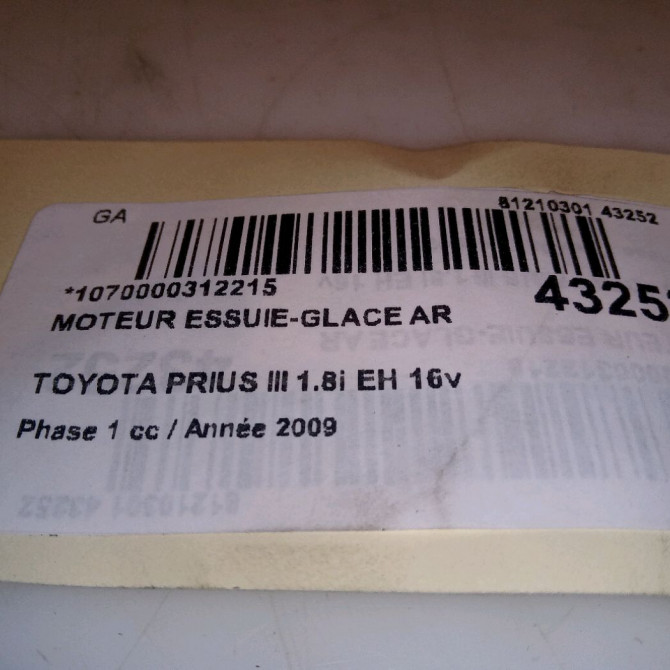 GA
81210301 43252
*1070000312215
4325
MOTEUR ESSUIE-GLACE AR
TOYOTA PRIUS III 1.8i EH 16v
Phase 1 cc / Année 2009